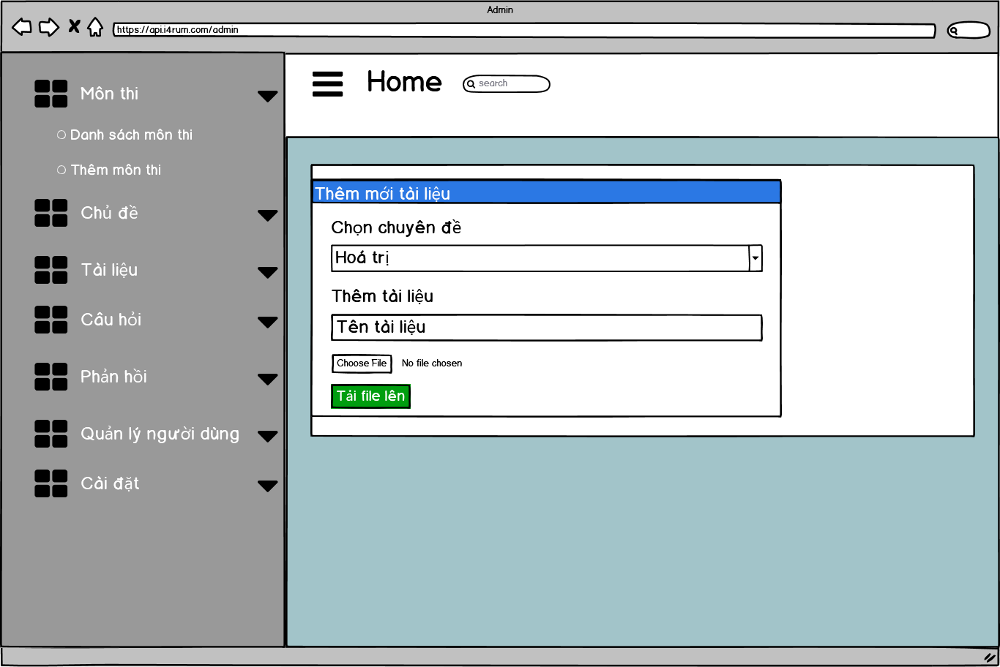 Admin
https://api.i4rum.com/admin
Môn thi
Danh sách môn thi
Thêm môn thi
Chủ đề
Tài liệu
Câu hỏi
Phản hồi
Quản lý người dùng
Cài đặt
Home
search
Thêm mới tài liệu
Chọn chuyên đề
Hoá trị
Thêm tài liệu
Tên tài liệu
Choose File No file chosen
Tải file lên